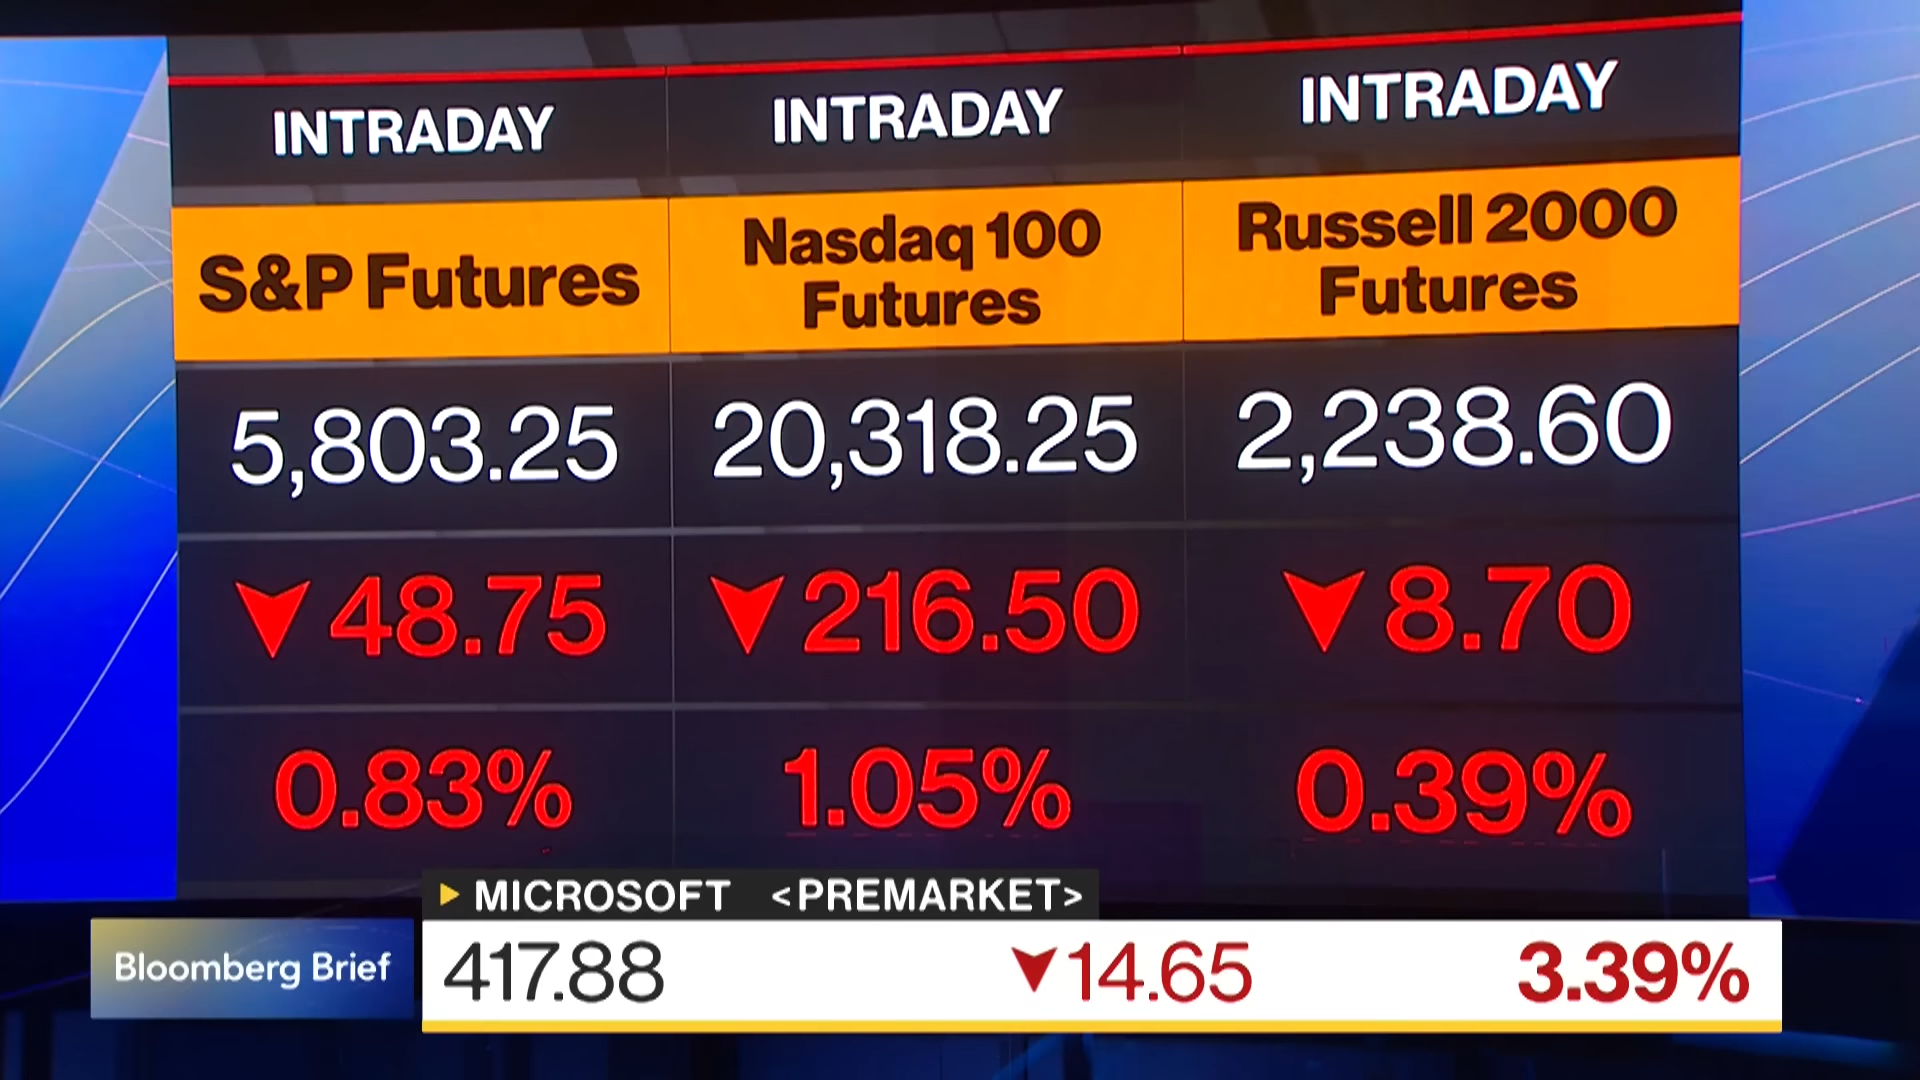 INTRADAY INTRADAY INTRADAY
S&P Futures
Nasdaq 100
Futures
Russell 2000
Futures
5,803.25 20,318.25 2,238.60
48.75 216.50 8.70
0.83% 1.05% 0.39%
MICROSOFT <PREMARKET>
Bloomberg Brief
417.88 14.65 3.39%